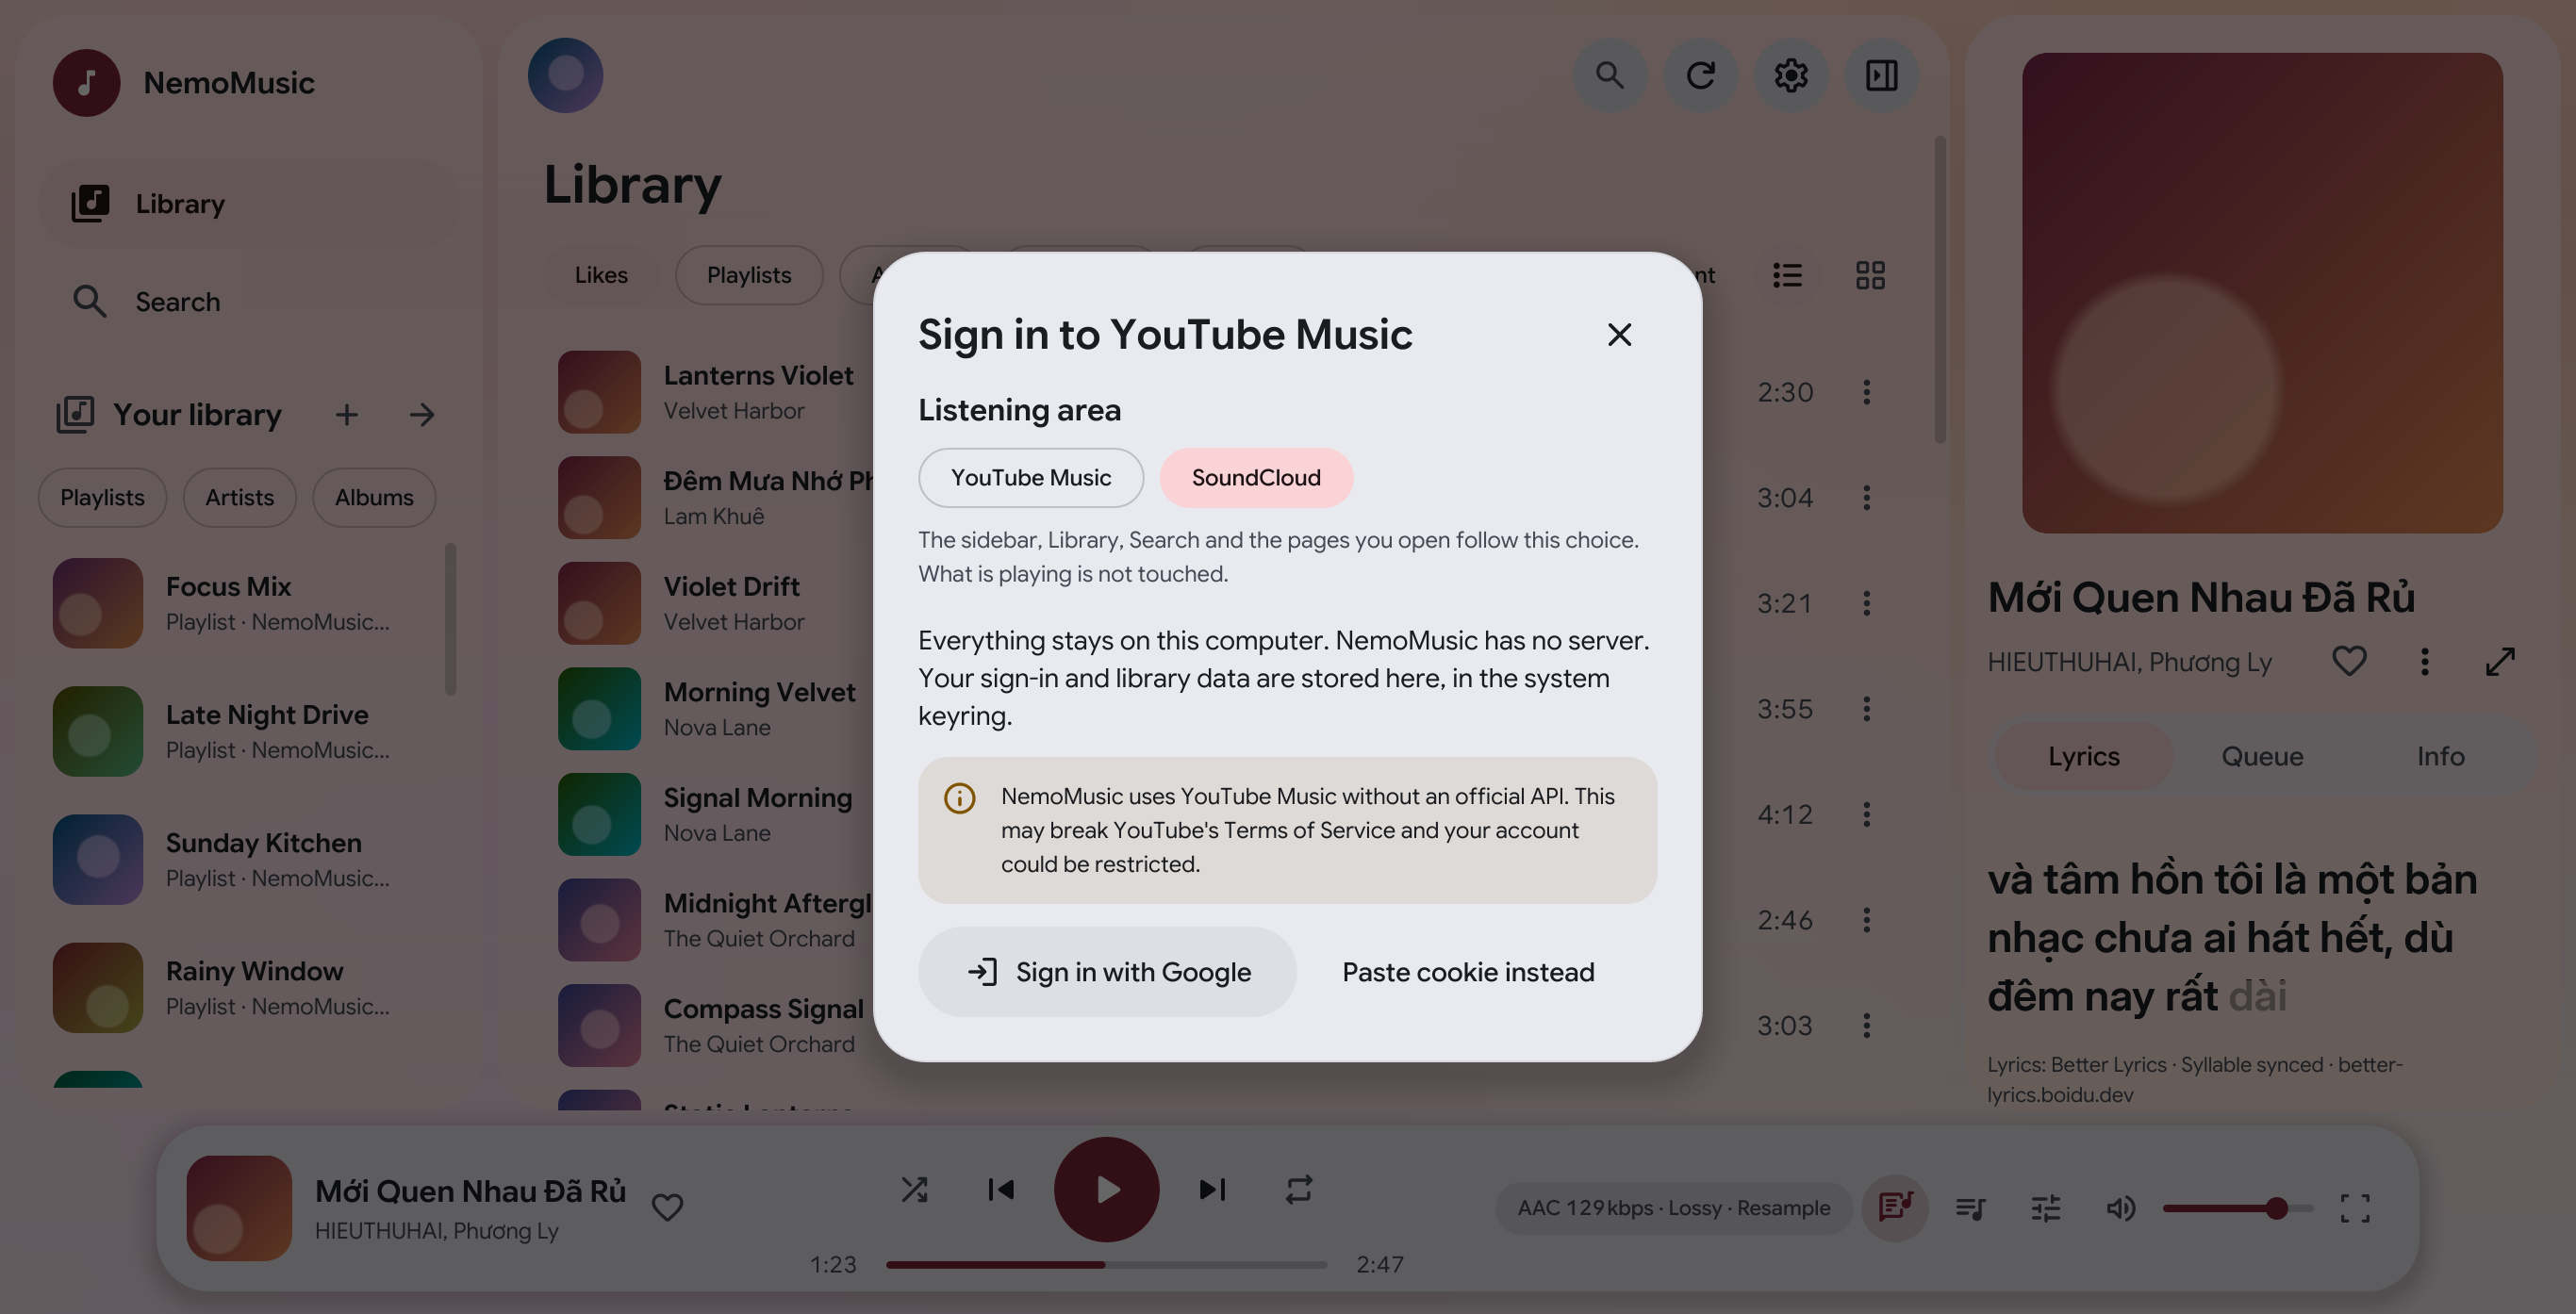 NemoMusic
Library
Search
Your library
Playlists
Artists
Albums
Focus Mix
Playlist · NemoMusic...
Late Night Drive
Playlist · NemoMusic...
Sunday Kitchen
Playlist · NemoMusic...
Rainy Window
Playlist · NemoMusic...
Library
Likes
Playlists
Lanterns Violet
Velvet Harbor
2:30
Đêm Mưa Nhớ
Lam Khuê
3:04
Violet Drift
Velvet Harbor
3:21
Morning Velvet
Nova Lane
3:55
Signal Morning
Nova Lane
4:12
Midnight
The Quiet Orchard
2:46
Compass Signal
The Quiet Orchard
3:03
Sign in to YouTube Music
Listening area
YouTube Music
SoundCloud
The sidebar, Library, Search and the pages you open follow this choice.
What is playing is not touched.
Everything stays on this computer. NemoMusic has no server.
Your sign-in and library data are stored here, in the system
keyring.
NemoMusic uses YouTube Music without an official API. This
may break YouTube's Terms of Service and your account
could be restricted.
Sign in with Google
Paste cookie instead
Mới Quen Nhau Đã Rủ
HIEUTHUHAI, Phương Ly
Lyrics
Queue
Info
và tâm hồn tôi là một bản
nhạc chưa ai hát hết, dù
đêm nay rất dài
Lyrics: Better Lyrics · Syllable synced · better-
lyrics.boidu.dev
Mới Quen Nhau Đã Rủ
HIEUTHUHAI, Phương Ly
1:23
2:47
AAC 129 kbps · Lossy · Resample